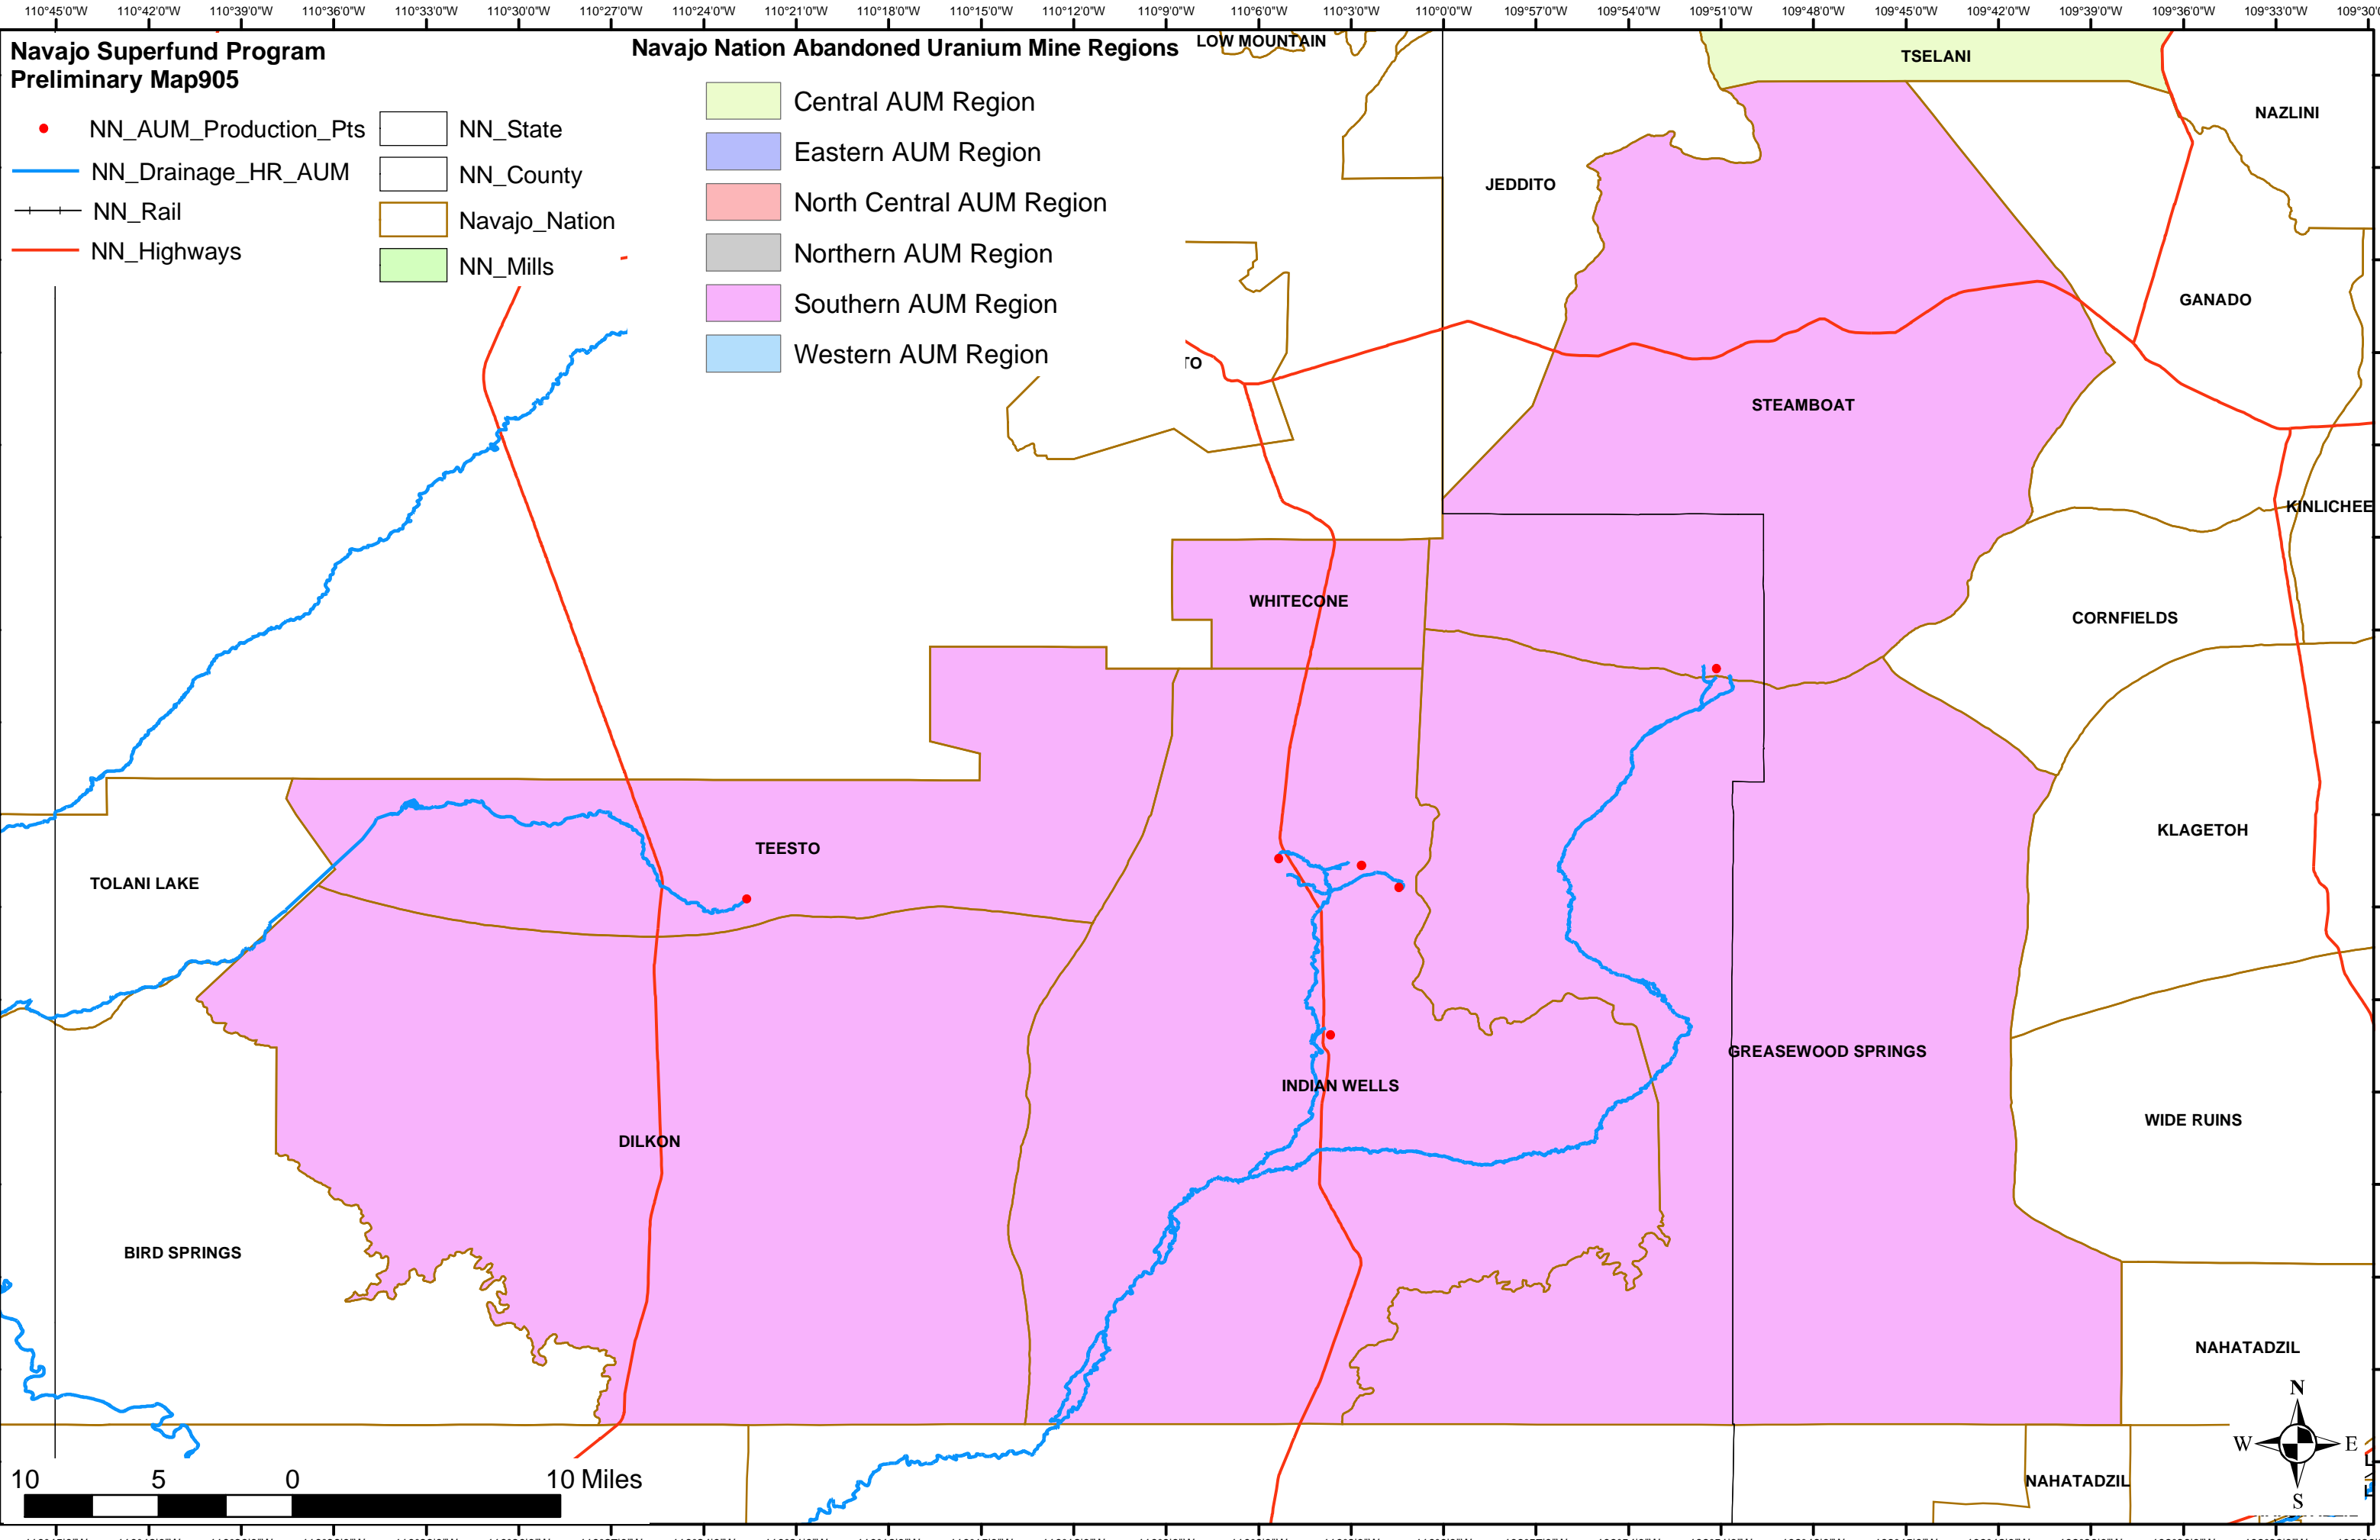 110°45'0"W 110°42'0"W 110°39'0"W 110°36'0"W 110°33'0"W 110°30'0"W 110°27'0"W 110°24'0"W 110°21'0"W 110°18'0"W 110°15'0"W 110°12'0"W 110°9'0"W 110°6'0"W 110°3'0"W 110°0'0"W 109°57'0"W 109°54'0"W 109°51'0"W 109°48'0"W 109°45'0"W 109°42'0"W 109°39'0"W 109°36'0"W 109°33'0"W 109°30'0
Navajo Superfund Program
Preliminary Map905
NN_AUM_Production_Pts
NN_Drainage_HR_AUM
NN_Rail
NN_Highways
NN_State
NN_County
Navajo_Nation
NN_Mills
Navajo Nation Abandoned Uranium Mine Regions
Central AUM Region
Eastern AUM Region
North Central AUM Region
Northern AUM Region
Southern AUM Region
Western AUM Region
LOW MOUNTAIN
TSELANI
NAZLINI
JEDDITO
GANADO
TO
STEAMBOAT
KINLICHEE
WHITECONE
CORNFIELDS
KLAGETOH
TEESTO
TOLANI LAKE
GREASEWOOD SPRINGS
INDIAN WELLS
WIDE RUINS
DILKON
BIRD SPRINGS
NAHATADZIL
N
W E
S
NAHATADZIL
10 5 0 10 Miles